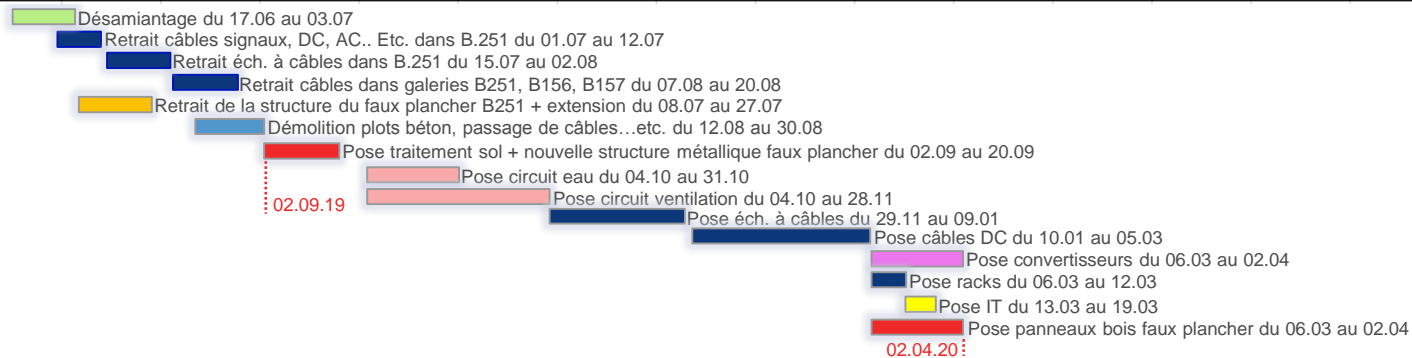 Désamiantage du 17.06 au 03.07
Retrait câbles signaux, DC, AC.. Etc. dans B.251 du 01.07 au 12.07
Retrait éch. à câbles dans B.251 du 15.07 au 02.08
Retrait câbles dans galeries B251, B156, B157 du 07.08 au 20.08
Retrait de la structure du faux plancher B251 + extension du 08.07 au 27.07
Démolition plots béton, passage de câbles…etc. du 12.08 au 30.08
Pose traitement sol + nouvelle structure métallique faux plancher du 02.09 au 20.09
Pose circuit eau du 04.10 au 31.10
Pose circuit ventilation du 04.10 au 28.11
02.09.19
Pose éch. à câbles du 29.11 au 09.01
Pose câbles DC du 10.01 au 05.03
Pose convertisseurs du 06.03 au 02.04
Pose racks du 06.03 au 12.03
Pose IT du 13.03 au 19.03
Pose panneaux bois faux plancher du 06.03 au 02.04
02.04.20